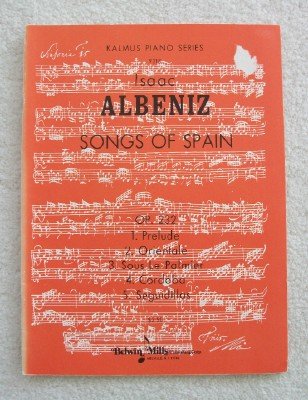 KALMUS PIANO SERIES
Isaac
ALBENIZ
SONGS OF SPAIN
OP. 232
1. Prelude
2. Orientale
3. Sous Le Palmier
4. Cordoba
5. Seguidillas
Belwin Mills